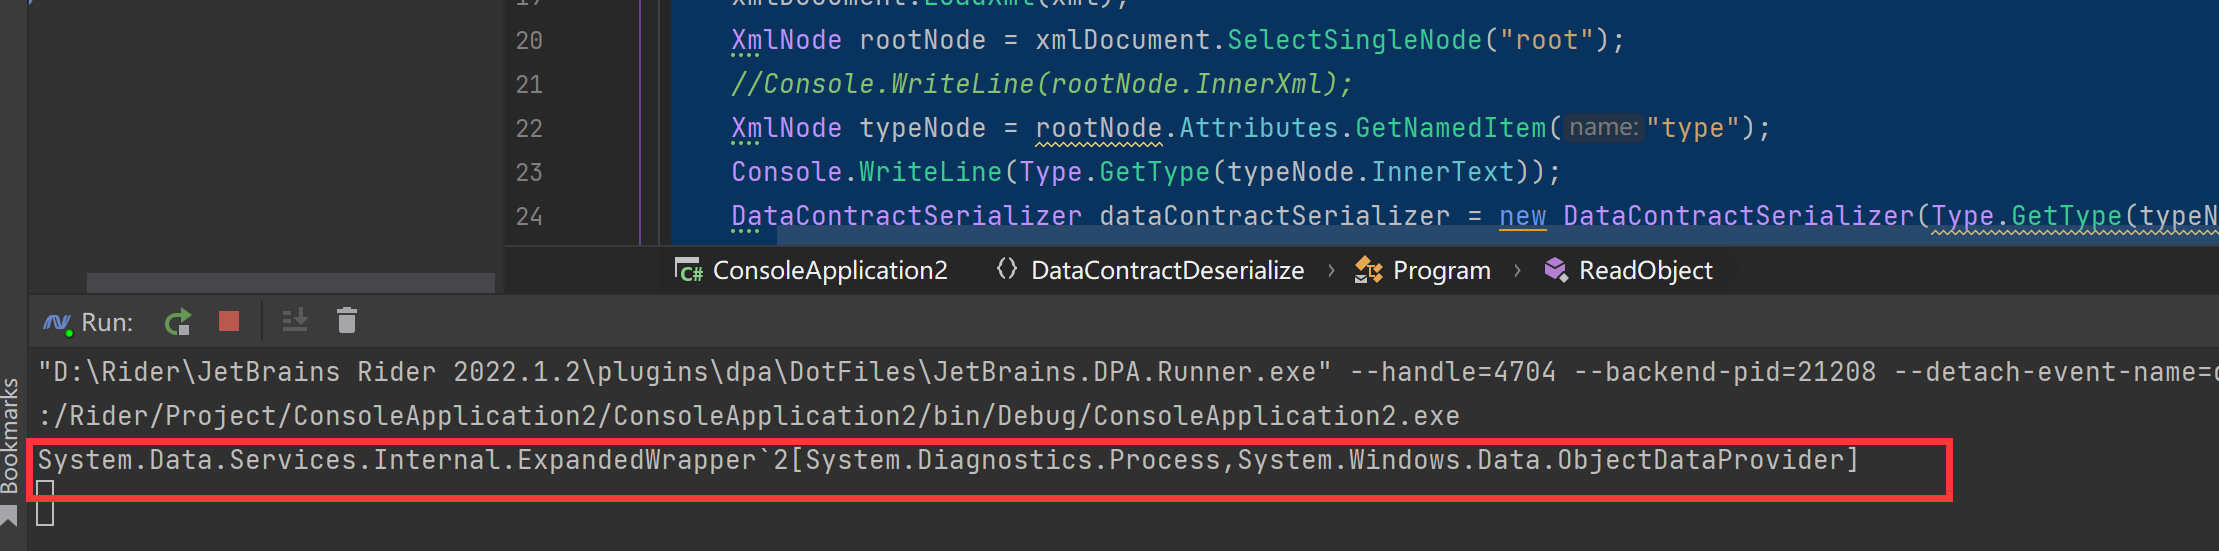 19 xmlDocument.LoadXml(xml);
20 XmlNode rootNode = xmlDocument.SelectSingleNode("root");
21 //Console.WriteLine(rootNode.InnerXml);
22 XmlNode typeNode = rootNode.Attributes.GetNamedItem( name: "type");
23 Console.WriteLine(Type.GetType(typeNode.InnerText));
24 DataContractSerializer dataContractSerializer = new DataContractSerializer(Type.GetType(typeN
C# ConsoleApplication2 {} DataContractDeserialize › Program › ReadObject
Run:
"D:\Rider\JetBrains Rider 2022.1.2\plugins\dpa\DotFiles\JetBrains.DPA.Runner.exe" --handle=4704 --backend-pid=21208 --detach-event-name=d
:/Rider/Project/ConsoleApplication2/ConsoleApplication2/bin/Debug/ConsoleApplication2.exe
System.Data.Services.Internal.ExpandedWrapper`2[System.Diagnostics.Process,System.Windows.Data.ObjectDataProvider]
Bookmarks